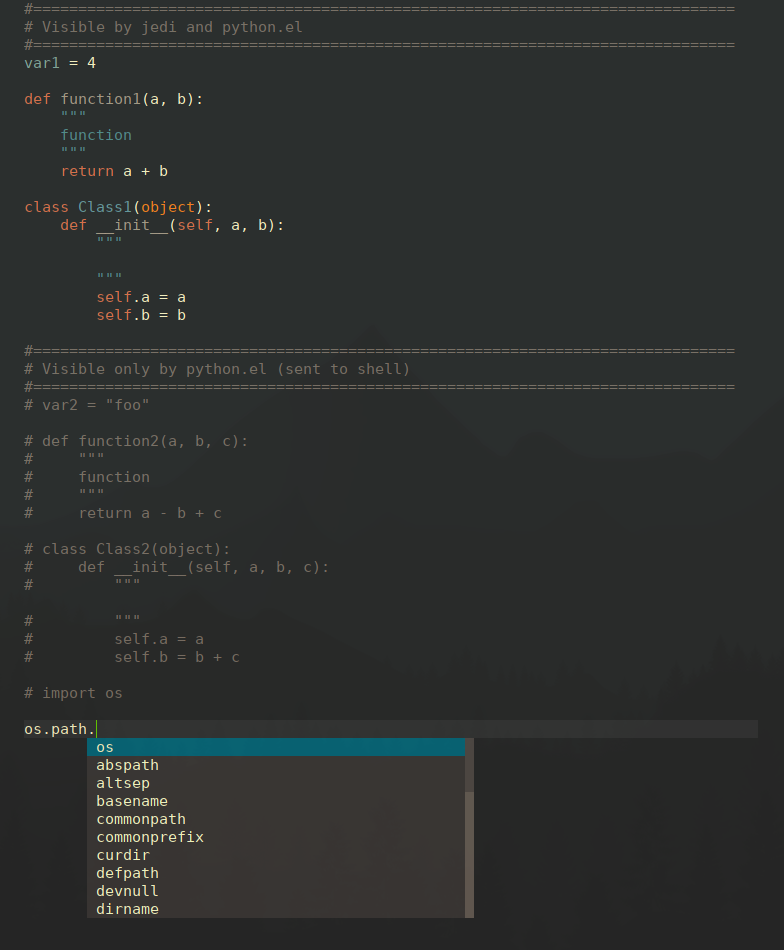 #==============================================================================
# Visible by jedi and python.el
#==============================================================================
var1 = 4
def function1(a, b):
    """
    function
    """
    return a + b
class Class1(object):
    def __init__(self, a, b):
        """
        """
        self.a = a
        self.b = b
#==============================================================================
# Visible only by python.el (sent to shell)
#==============================================================================
# var2 = "foo"
# def function2(a, b, c):
#     """
#     function
#     """
#     return a - b + c
# class Class2(object):
#     def __init__(self, a, b, c):
#         """
#         """
#         self.a = a
#         self.b = b + c
# import os
os.path.
os
abspath
altsep
basename
commonpath
commonprefix
curdir
defpath
devnull
dirname